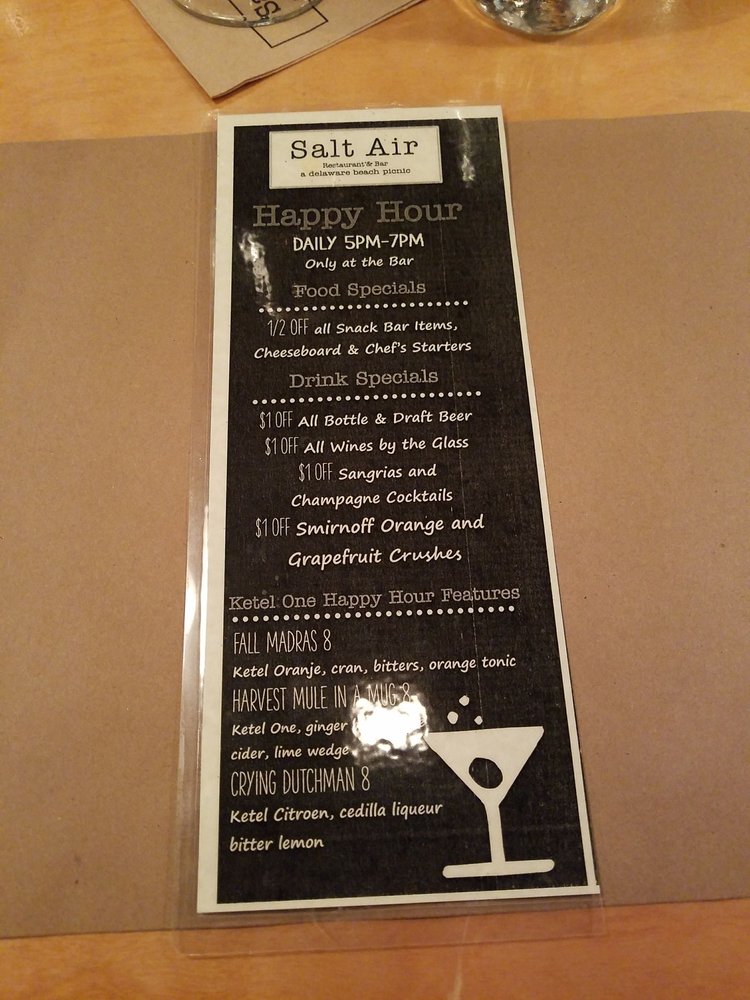 Salt Air
Restaurant & Bar
a delaware beach picnic
Happy Hour
DAILY 5PM-7PM
Only at the Bar
Food Specials
1/2 OFF all Snack Bar Items,
Cheeseboard & Chef's Starters
Drink Specials
$1 OFF All Bottle & Draft Beer
$1 OFF All Wines by the Glass
$1 OFF Sangrias and
Champagne Cocktails
$1 OFF Smirnoff Orange and
Grapefruit Crushes
Ketel One Happy Hour Features
FALL MADRAS 8
Ketel Oranje, cran, bitters, orange tonic
HARVEST MULE IN A MUG 8
Ketel One, ginger
cider, lime wedge
CRYING DUTCHMAN 8
Ketel Citroen, cedilla liqueur
bitter lemon